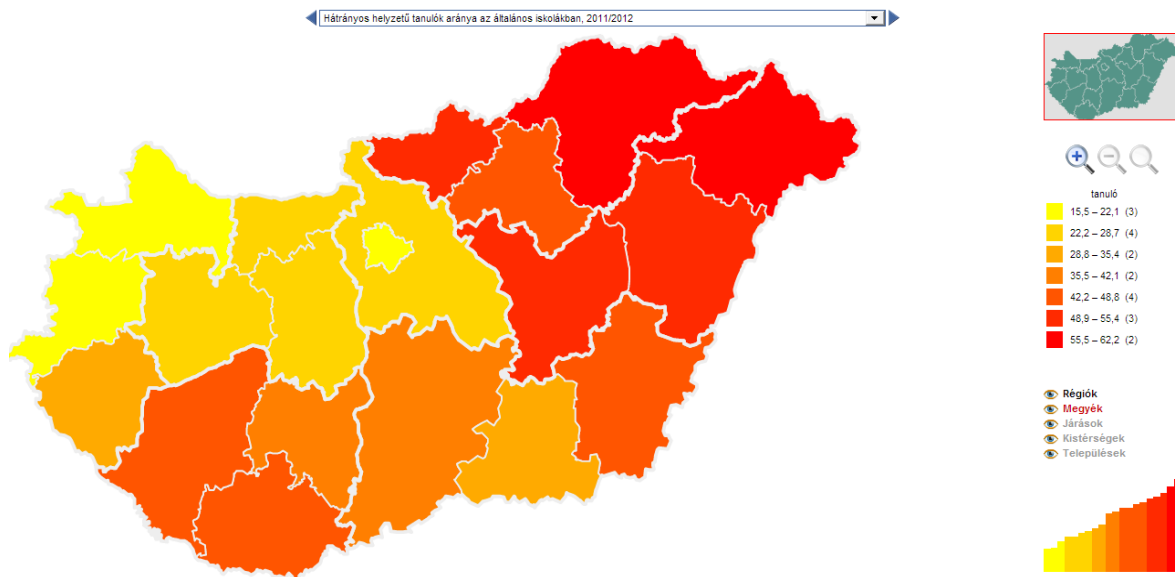 Hátrányos helyzetű tanulók aránya az általános iskolákban, 2011/2012
tanuló
15,5 – 22,1 (3)
22,2 – 28,7 (4)
28,8 – 35,4 (2)
35,5 – 42,1 (2)
42,2 – 48,8 (4)
48,9 – 55,4 (3)
55,5 – 62,2 (2)
Régiók
Megyék
Járások
Kistérségek
Települések